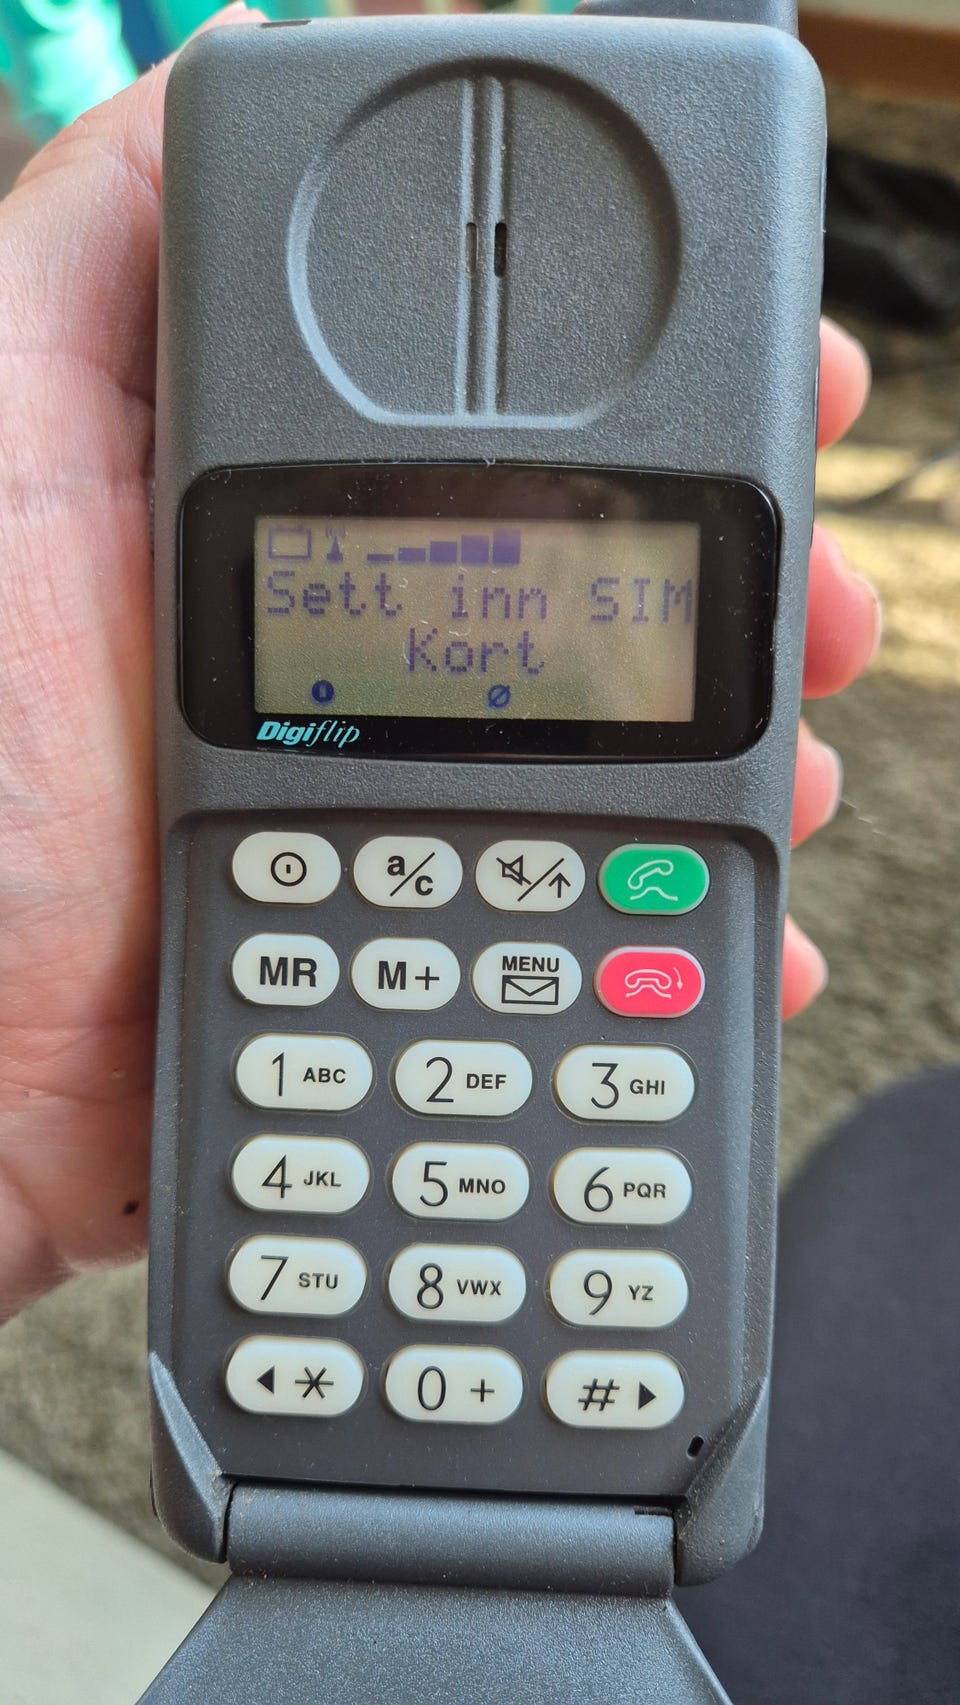 Sett inn SIM
Kort
Digiflip
a/c
MR M+ MENU
1 ABC 2 DEF 3 GHI
4 JKL 5 MNO 6 PQR
7 STU 8 VWX 9 YZ
* 0 + #